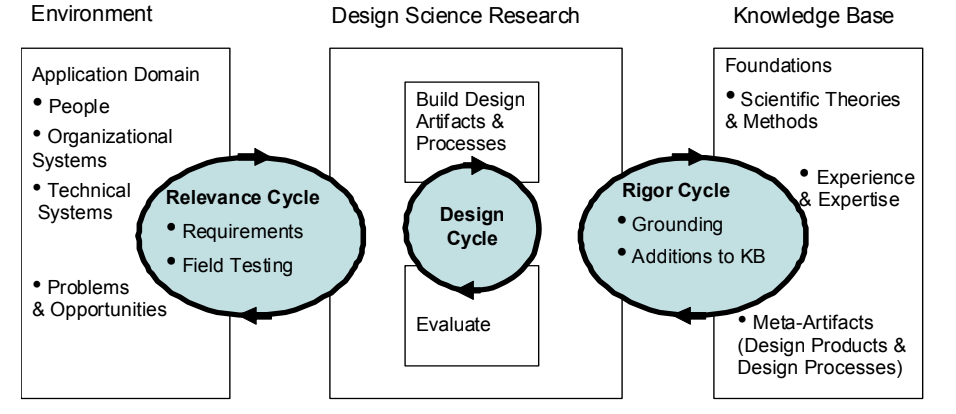 Environment
Design Science Research
Knowledge Base
Application Domain
• People
• Organizational
Systems
• Technical
Systems
• Problems
& Opportunities
Relevance Cycle
• Requirements
• Field Testing
Build Design
Artifacts &
Processes
Design
Cycle
Evaluate
Rigor Cycle
• Grounding
• Additions to KB
Foundations
• Scientific Theories
& Methods
• Experience
& Expertise
• Meta-Artifacts
(Design Products &
Design Processes)